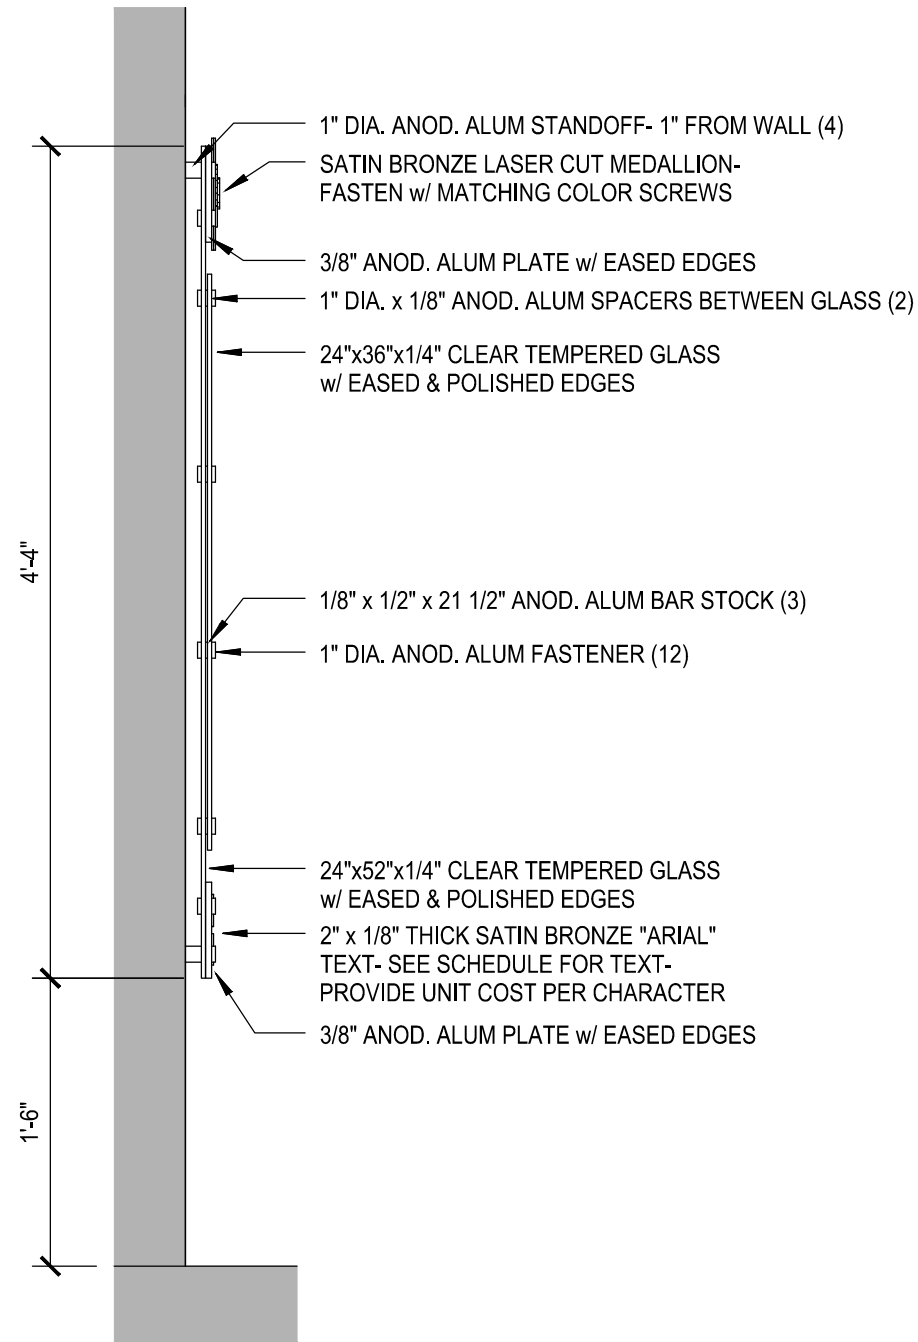 1" DIA. ANOD. ALUM STANDOFF- 1" FROM WALL (4)
SATIN BRONZE LASER CUT MEDALLION-
FASTEN w/ MATCHING COLOR SCREWS
3/8" ANOD. ALUM PLATE w/ EASED EDGES
1" DIA. x 1/8" ANOD. ALUM SPACERS BETWEEN GLASS (2)
24"x36"x1/4" CLEAR TEMPERED GLASS
w/ EASED & POLISHED EDGES
4'-4"
1/8" x 1/2" x 21 1/2" ANOD. ALUM BAR STOCK (3)
1" DIA. ANOD. ALUM FASTENER (12)
24"x52"x1/4" CLEAR TEMPERED GLASS
w/ EASED & POLISHED EDGES
2" x 1/8" THICK SATIN BRONZE "ARIAL"
TEXT- SEE SCHEDULE FOR TEXT-
PROVIDE UNIT COST PER CHARACTER
3/8" ANOD. ALUM PLATE w/ EASED EDGES
1'-6"